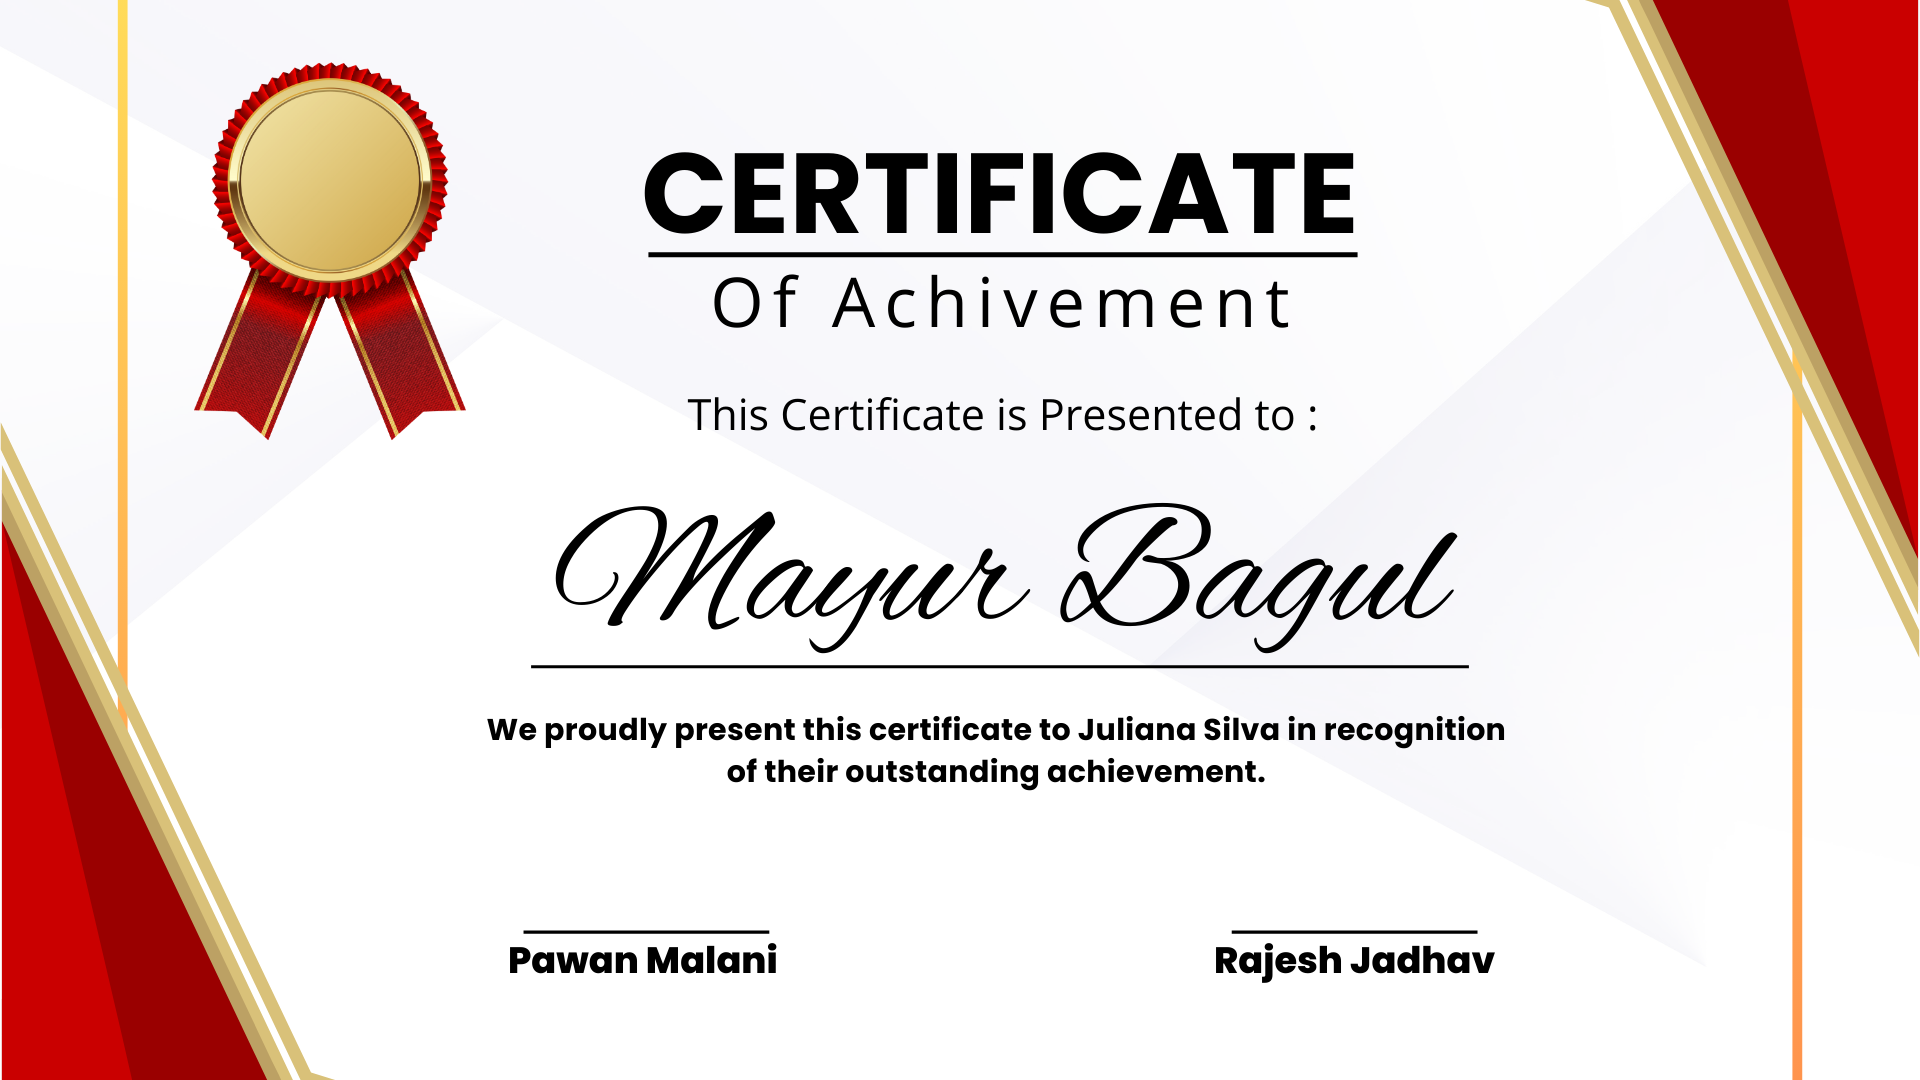 CERTIFICATE
Of Achivement
This Certificate is Presented to :
Mayur Bagul
We proudly present this certificate to Juliana Silva in recognition
of their outstanding achievement.
Pawan Malani
Rajesh Jadhav